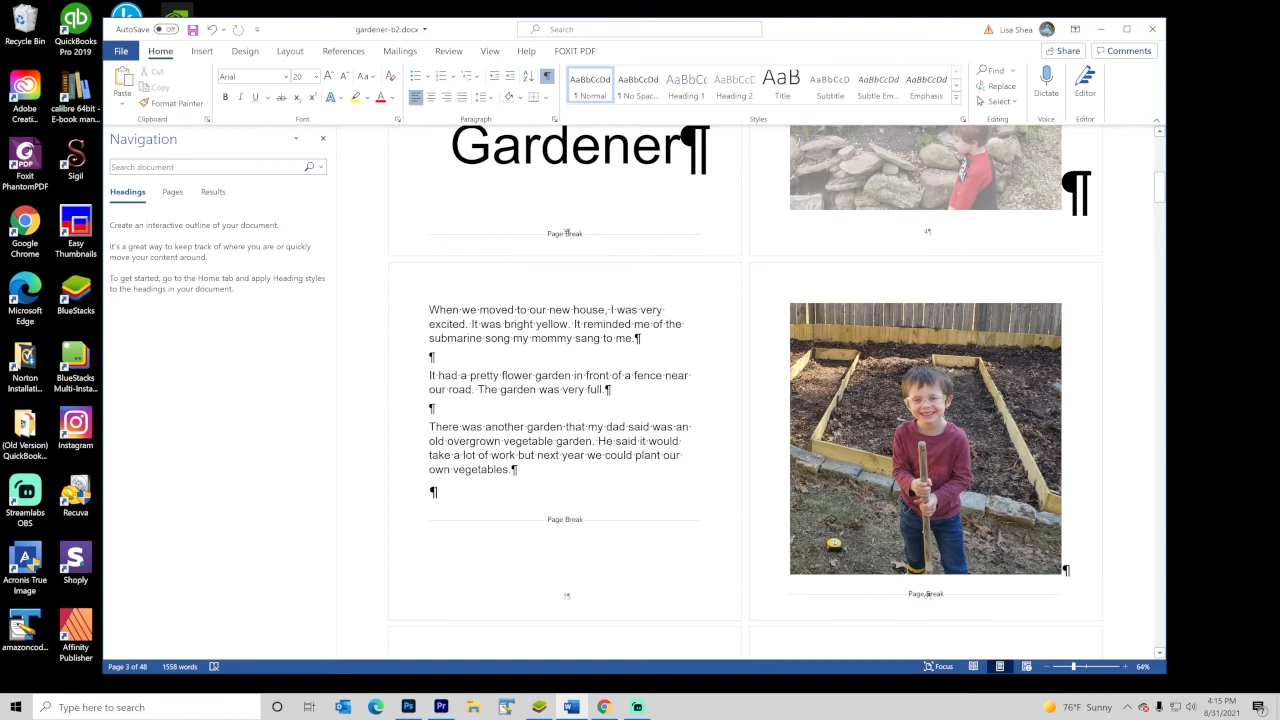 Recycle Bin
QuickBooks Pro 2019
Adobe Creati...
calibre 64bit - E-book man...
Foxit PhantomPDF
Sigil
Google Chrome
Easy Thumbnails
Microsoft Edge
BlueStacks
Norton Installati...
BlueStacks Multi-Insta...
(Old Version) QuickBook...
Instagram
Streamlabs OBS
Recuva
Acronis True Image
Shoply
amazoncod...
Affinity Publisher
AutoSave Off
gardener-b2.docx
Search
Lisa Shea
File Home Insert Design Layout References Mailings Review View Help FOXIT PDF
Share Comments
Paste
Cut
Copy
Format Painter
Clipboard
Arial 20
Font
Paragraph
AaBbCcDd ¶ Normal
AaBbCcDd ¶ No Spac...
AaBbCc Heading 1
AaBbCcD Heading 2
AaB Title
AaBbCcD Subtitle
AaBbCcDd Subtle Em...
AaBbCcDd Emphasis
Styles
Find
Replace
Select
Editing
Dictate
Voice
Editor
Editor
Navigation
Search document
Headings Pages Results
Create an interactive outline of your document.
It's a great way to keep track of where you are or quickly
move your content around.
To get started, go to the Home tab and apply Heading styles
to the headings in your document.
Gardener¶
Page Break
¶
4¶
When·we·moved·to·our·new·house,·I·was·very·
excited.·It·was·bright·yellow.·It·reminded·me·of·the·
submarine·song·my·mommy·sang·to·me.¶
¶
It·had·a·pretty·flower·garden·in·front·of·a·fence·near·
our·road.·The·garden·was·very·full.¶
¶
There·was·another·garden·that·my·dad·said·was·an·
old·overgrown·vegetable·garden.·He·said·it·would·
take·a·lot·of·work·but·next·year·we·could·plant·our·
own·vegetables.¶
¶
Page Break
5¶
¶
Page Break
Page 3 of 48 1558 words
Focus
64%
Type here to search
76°F Sunny
4:15 PM
8/31/2021